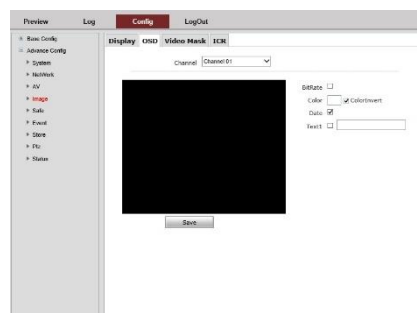 Preview Log Config LogOut
Base Config
Advance Config
System
NetWork
AV
Image
Safe
Event
Store
Ptz
Status
Display OSD Video Mask ICR
Channel Channel 01
BitRate
Color ColorInvert
Date
Text1
Save